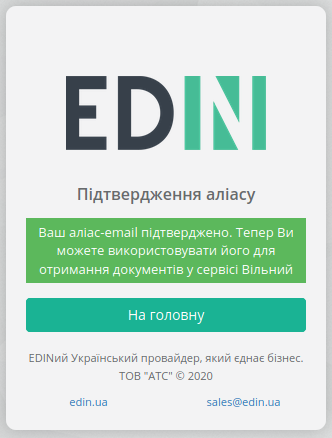 EDIN
Підтвердження аліасу
Ваш аліас-email підтверджено. Тепер Ви
можете використовувати його для
отримання документів у сервісі Вільний
На головну
EDINий Український провайдер, який єднає бізнес.
ТОВ "АТС" © 2020
edin.ua sales@edin.ua